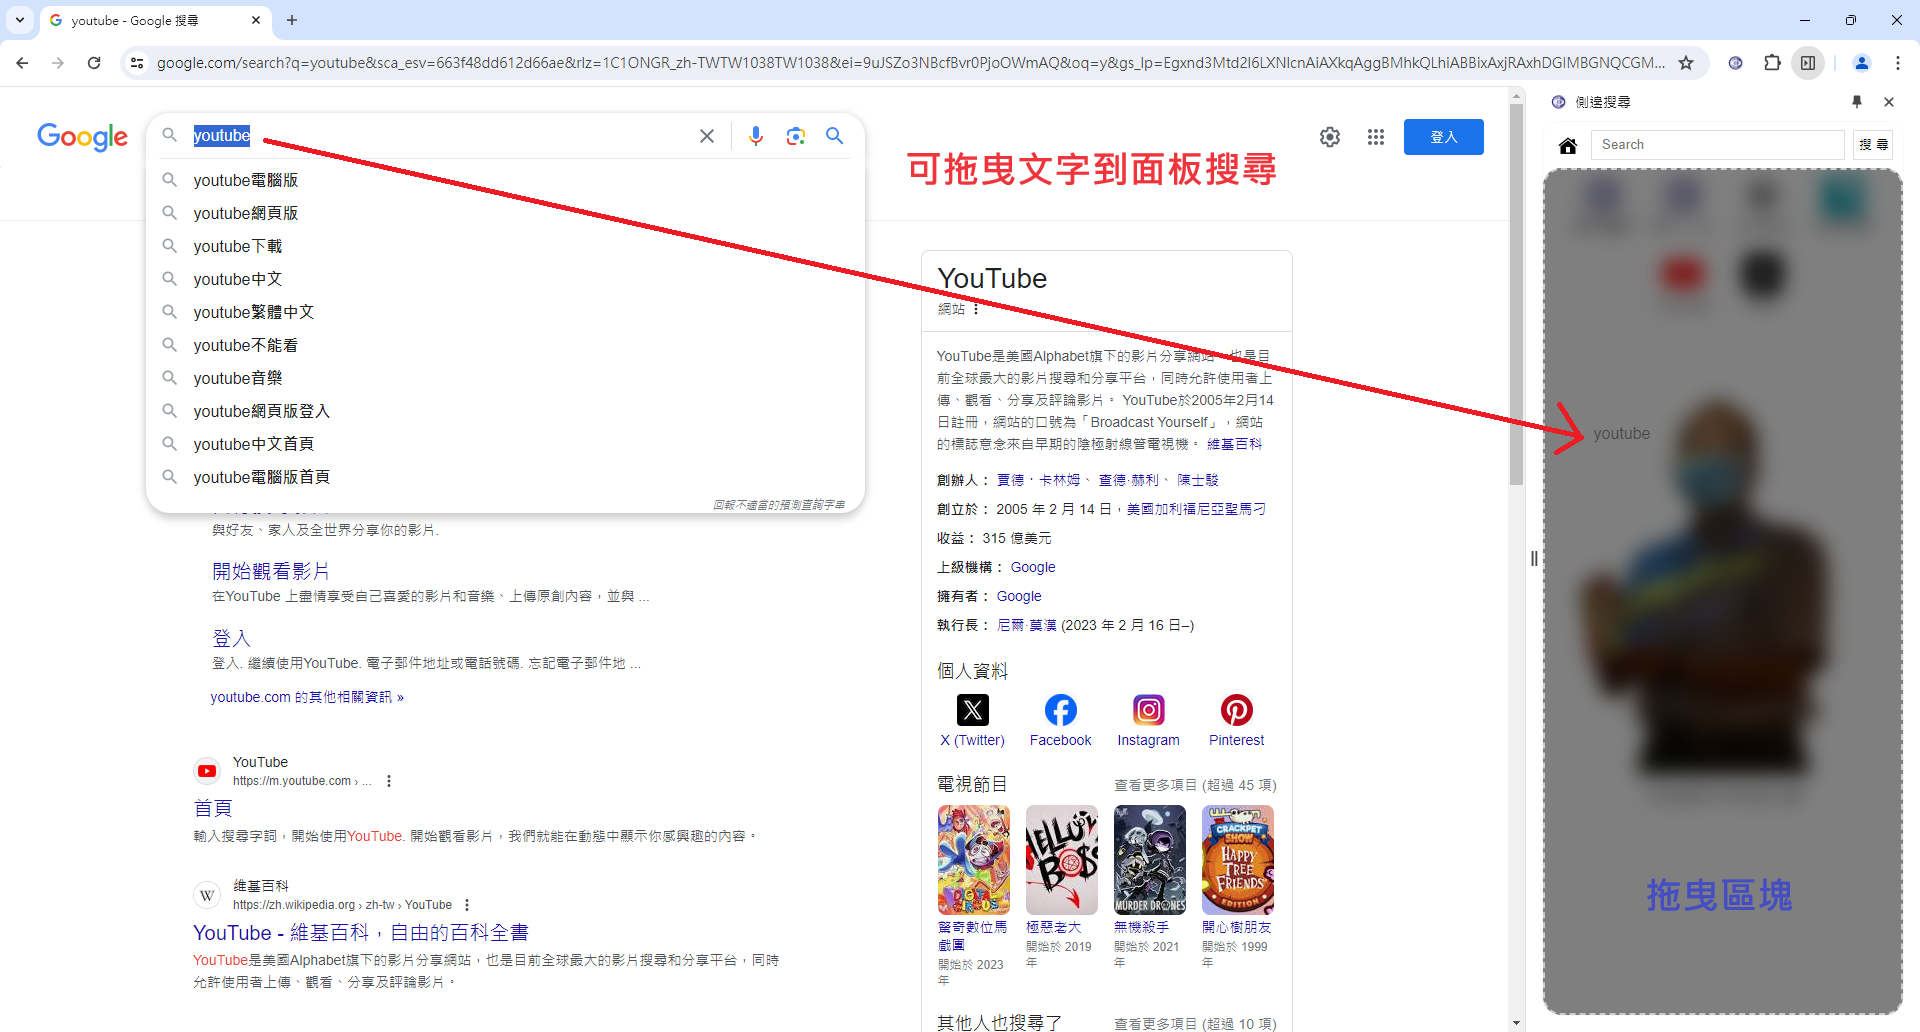 youtube - Google 搜尋
google.com/search?q=youtube&sca_esv=663f48dd612d66ae&rlz=1C1ONGR_zh-TWTW1038TW1038&ei=9uJSZo3NBcfBvr0PjoOWmAQ&oq=y&gs_lp=Egxnd3Mtd2l6LXNlcnAiAXkqAggBMhkQLhiABBixAxjRAxhDGIMBGNQCGM...
側邊搜尋
Search
搜 尋
Google
youtube
登入
可拖曳文字到面板搜尋
youtube電腦版
youtube網頁版
youtube下載
youtube中文
youtube繁體中文
youtube不能看
youtube音樂
youtube網頁版登入
youtube中文首頁
youtube電腦版首頁
回報不適當的預測查詢字串
與好友、家人及全世界分享你的影片.
開始觀看影片
在YouTube 上盡情享受自己喜愛的影片和音樂、上傳原創內容，並與 ...
登入
登入. 繼續使用YouTube. 電子郵件地址或電話號碼. 忘記電子郵件地 ...
youtube.com 的其他相關資訊 »
YouTube
https://m.youtube.com › ...
首頁
輸入搜尋字詞，開始使用YouTube. 開始觀看影片，我們就能在動態中顯示你感興趣的內容。
W
維基百科
https://zh.wikipedia.org › zh-tw › YouTube
YouTube - 維基百科，自由的百科全書
YouTube是美國Alphabet旗下的影片分享網站，也是目前全球最大的影片搜尋和分享平台，同時
允許使用者上傳、觀看、分享及評論影片。
YouTube
網站
YouTube是美國Alphabet旗下的影片分享網站，也是目
前全球最大的影片搜尋和分享平台，同時允許使用者上
傳、觀看、分享及評論影片。 YouTube於2005年2月14
日註冊，網站的口號為「Broadcast Yourself」，網站
的標誌意念來自早期的陰極射線管電視機。 維基百科
創辦人： 賈德·卡林姆、 查德·赫利、 陳士駿
創立於： 2005 年 2 月 14 日，美國加利福尼亞聖馬刁
收益： 315 億美元
上級機構： Google
擁有者： Google
執行長： 尼爾·莫漢 (2023 年 2 月 16 日–)
個人資料
X (Twitter)
Facebook
Instagram
Pinterest
電視節目
查看更多項目 (超過 45 項)
HELLUVA BOSS
MURDER DRONES
CRACKPET
SHOW
HAPPY
TREE
FRIENDS
EDITION
驚奇數位馬
戲團
開始於 2023
年
極惡老大
開始於 2019
年
無機殺手
開始於 2021
年
開心樹朋友
開始於 1999
年
其他人也搜尋了
查看更多項目 (超過 10 項)
youtube
拖曳區塊